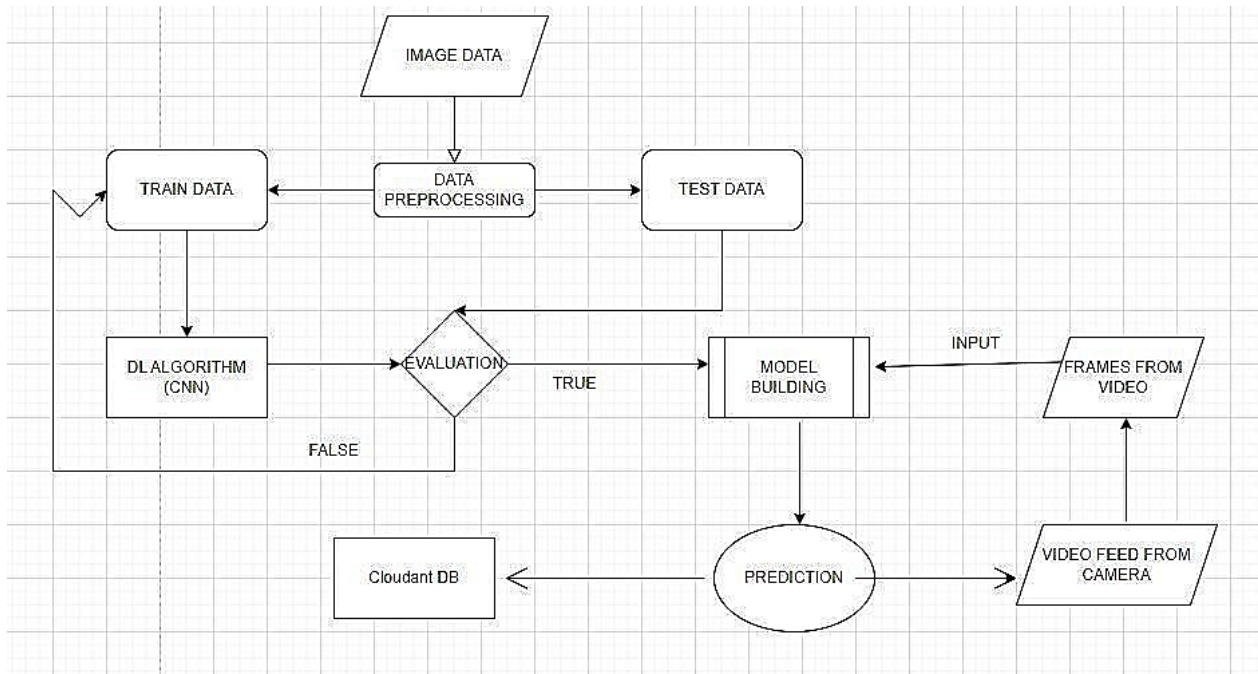 IMAGE DATA
TRAIN DATA
DATA
PREPROCESSING
TEST DATA
DL ALGORITHM
(CNN)
EVALUATION
TRUE
MODEL
BUILDING
INPUT
FRAMES FROM
VIDEO
FALSE
Cloudant DB
PREDICTION
VIDEO FEED FROM
CAMERA